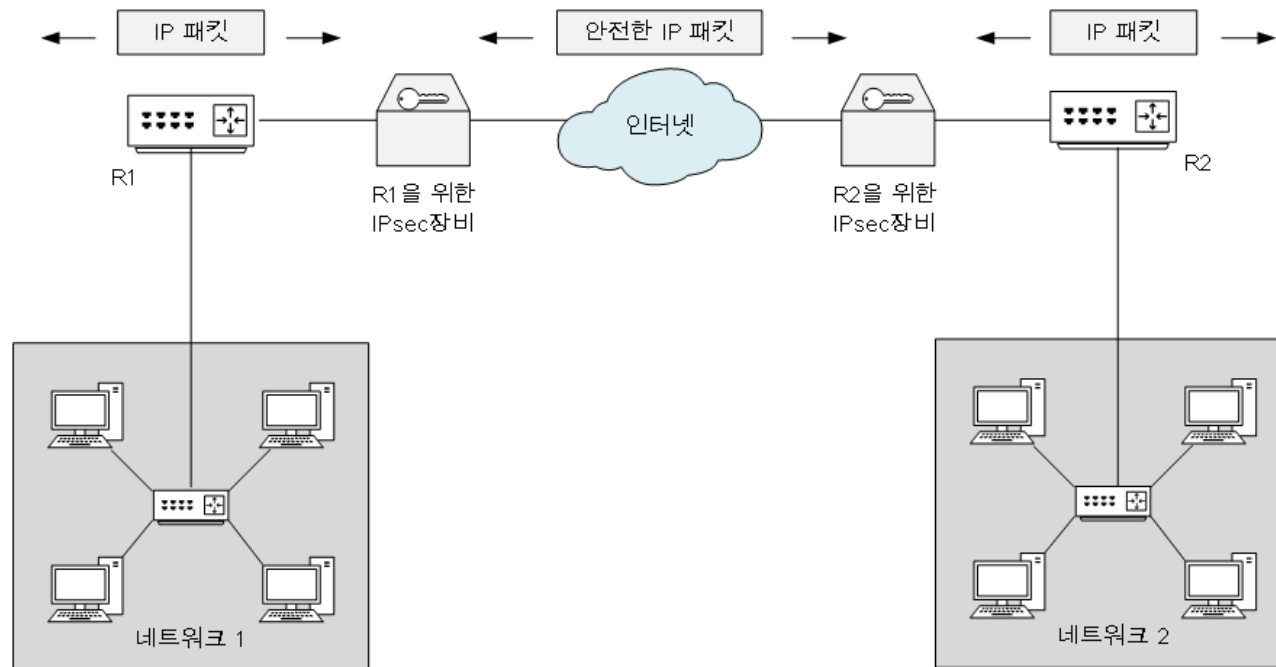 IP 패킷
안전한 IP 패킷
IP 패킷
인터넷
R1
R1을 위한
IPsec장비
R2을 위한
IPsec장비
R2
네트워크 1
네트워크 2